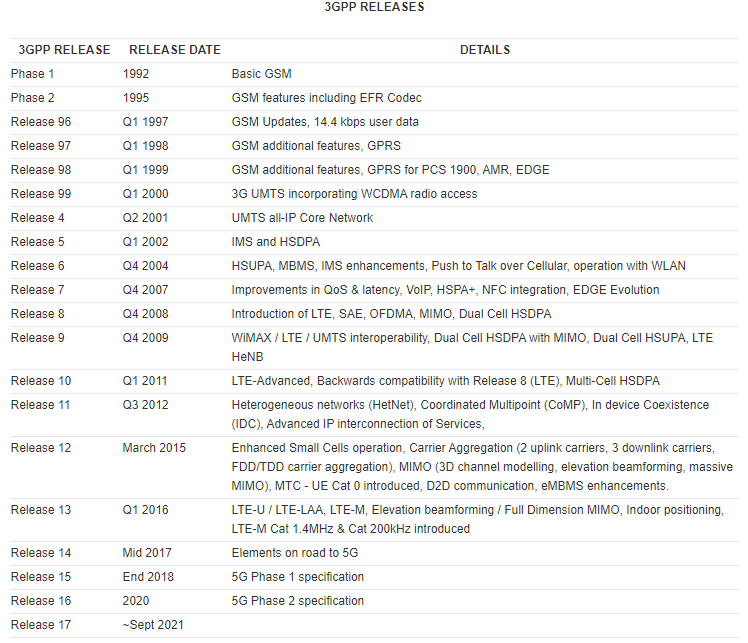 3GPP RELEASES
3GPP RELEASE RELEASE DATE DETAILS
Phase 1 1992 Basic GSM
Phase 2 1995 GSM features including EFR Codec
Release 96 Q1 1997 GSM Updates, 14.4 kbps user data
Release 97 Q1 1998 GSM additional features, GPRS
Release 98 Q1 1999 GSM additional features, GPRS for PCS 1900, AMR, EDGE
Release 99 Q1 2000 3G UMTS incorporating WCDMA radio access
Release 4 Q2 2001 UMTS all-IP Core Network
Release 5 Q1 2002 IMS and HSDPA
Release 6 Q4 2004 HSUPA, MBMS, IMS enhancements, Push to Talk over Cellular, operation with WLAN
Release 7 Q4 2007 Improvements in QoS & latency, VoIP, HSPA+, NFC integration, EDGE Evolution
Release 8 Q4 2008 Introduction of LTE, SAE, OFDMA, MIMO, Dual Cell HSDPA
Release 9 Q4 2009 WiMAX / LTE / UMTS interoperability, Dual Cell HSDPA with MIMO, Dual Cell HSUPA, LTE
HeNB
Release 10 Q1 2011 LTE-Advanced, Backwards compatibility with Release 8 (LTE), Multi-Cell HSDPA
Release 11 Q3 2012 Heterogeneous networks (HetNet), Coordinated Multipoint (CoMP), In device Coexistence
(IDC), Advanced IP interconnection of Services,
Release 12 March 2015 Enhanced Small Cells operation, Carrier Aggregation (2 uplink carriers, 3 downlink carriers,
FDD/TDD carrier aggregation), MIMO (3D channel modelling, elevation beamforming, massive
MIMO), MTC - UE Cat 0 introduced, D2D communication, eMBMS enhancements.
Release 13 Q1 2016 LTE-U / LTE-LAA, LTE-M, Elevation beamforming / Full Dimension MIMO, Indoor positioning,
LTE-M Cat 1.4MHz & Cat 200kHz introduced
Release 14 Mid 2017 Elements on road to 5G
Release 15 End 2018 5G Phase 1 specification
Release 16 2020 5G Phase 2 specification
Release 17 ~Sept 2021